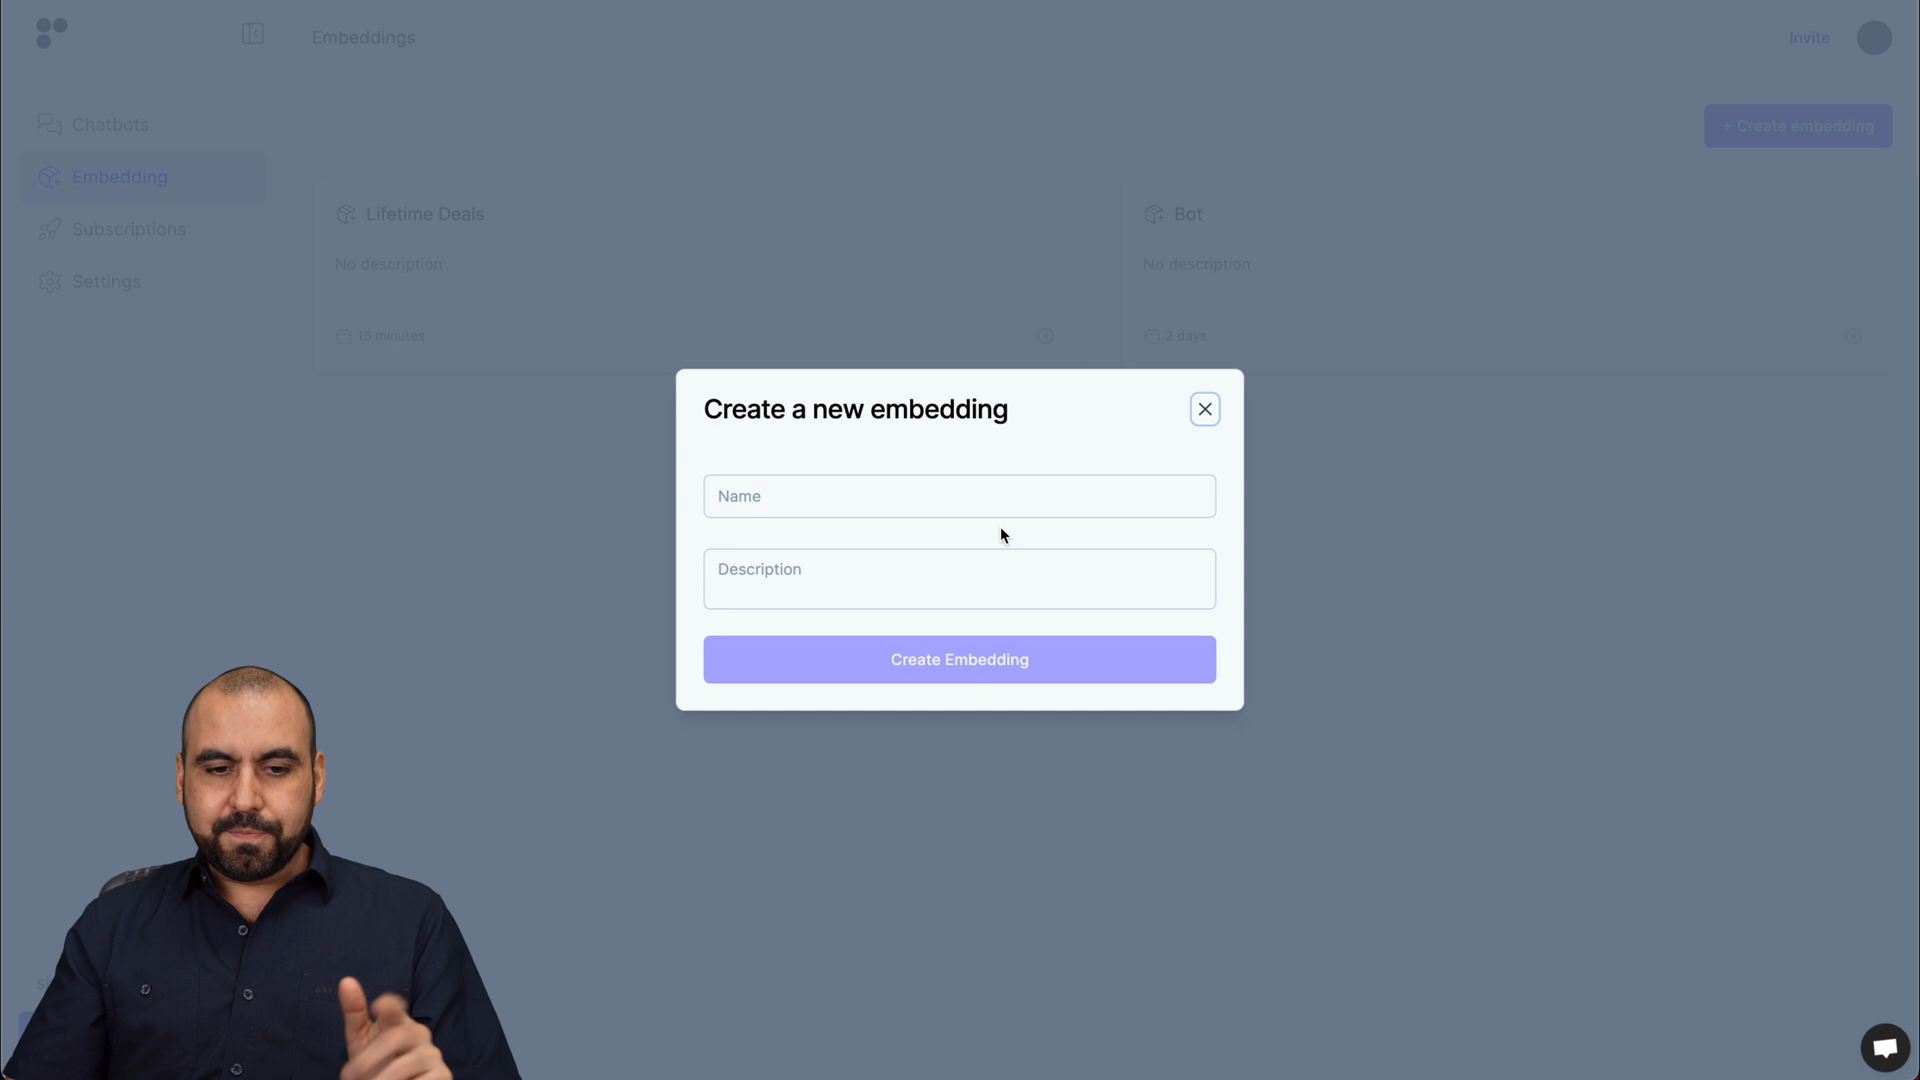 Embeddings
Invite
Chatbots
+ Create embedding
Embedding
Lifetime Deals
Bot
Subscriptions
No description
No description
Settings
15 minutes
2 days
Create a new embedding
Name
Description
Create Embedding